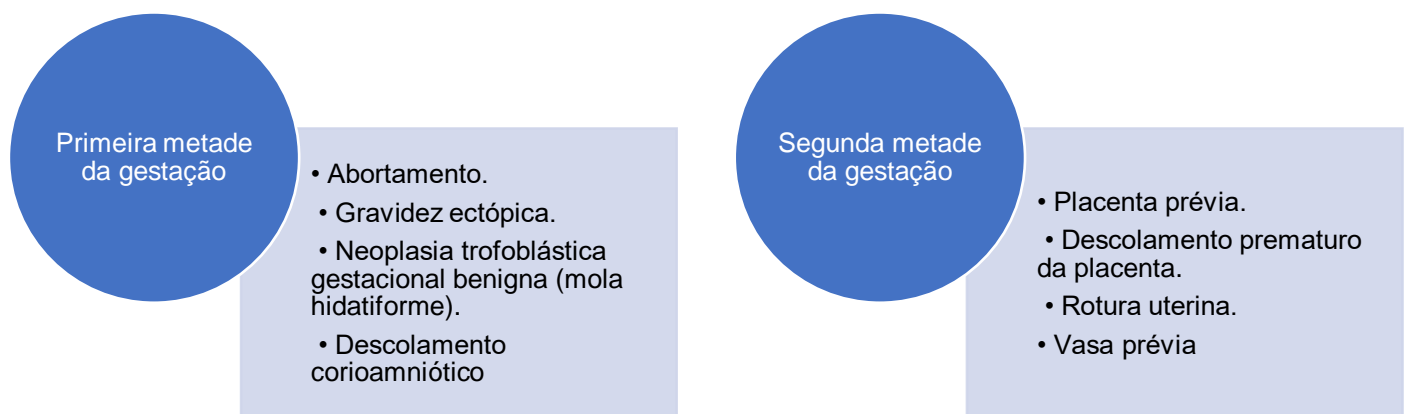 Primeira metade
da gestação
• Abortamento.
• Gravidez ectópica.
• Neoplasia trofoblástica
gestacional benigna (mola
hidatiforme).
• Descolamento
corioamniótico
Segunda metade
da gestação
• Placenta prévia.
• Descolamento prematuro
da placenta.
• Rotura uterina.
• Vasa prévia